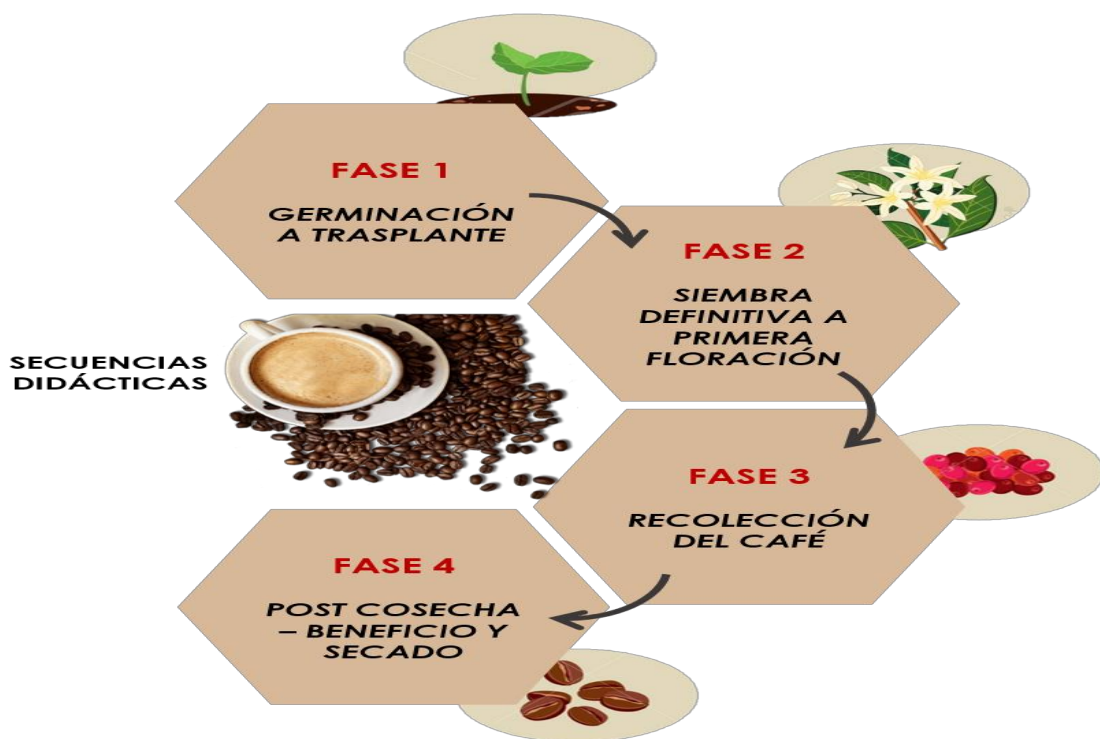 FASE 1
GERMINACIÓN
A TRASPLANTE
FASE 2
SIEMBRA
DEFINITIVA A
PRIMERA
FLORACIÓN
SECUENCIAS
DIDÁCTICAS
FASE 3
RECOLECCIÓN
DEL CAFÉ
FASE 4
POST COSECHA
– BENEFICIO Y
SECADO